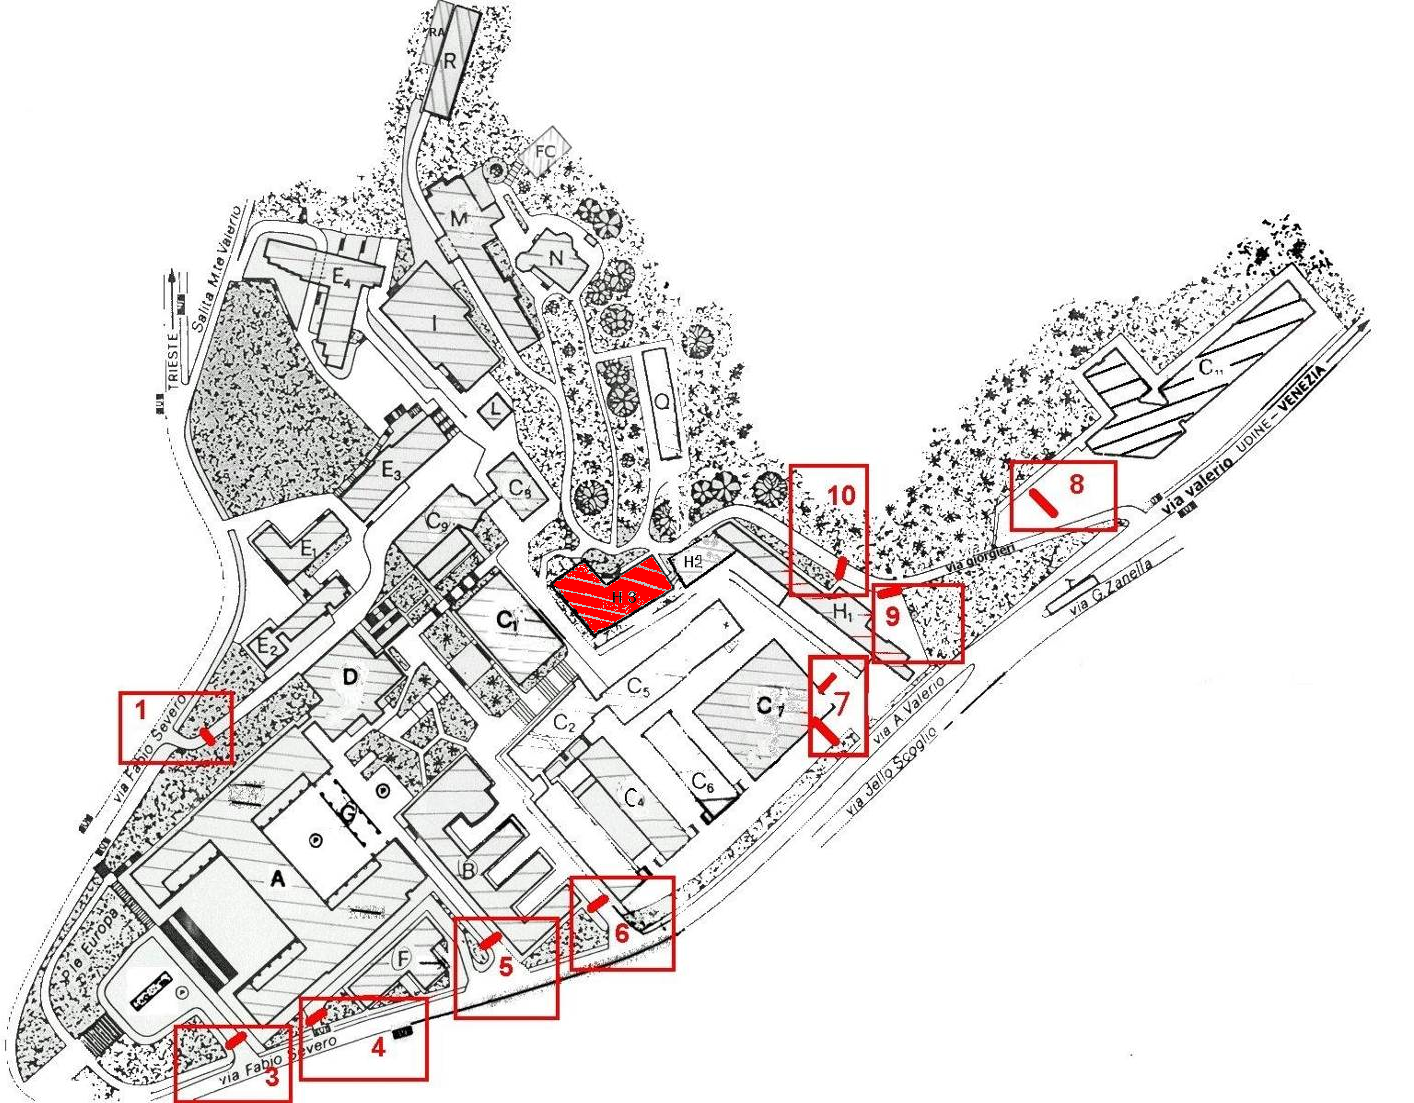 RA
R
FC
M
N
Salita M.te Valerio
E4
I
TRIESTE
L
Q
C11
UDINE - VENEZIA
E3
C8
10
8
via valerio
C9
E1
via giorgieri
H2
H3
T
via G.Zanella
C1
H1
9
E2
D
C5
7
1
C7
C2
via A Valerio
via Fabio Severo
via Jello Scoglio
C6
C4
G
P
P
B
A
P.le Europa
6
F
5
P
4
via Fabio Severo
3